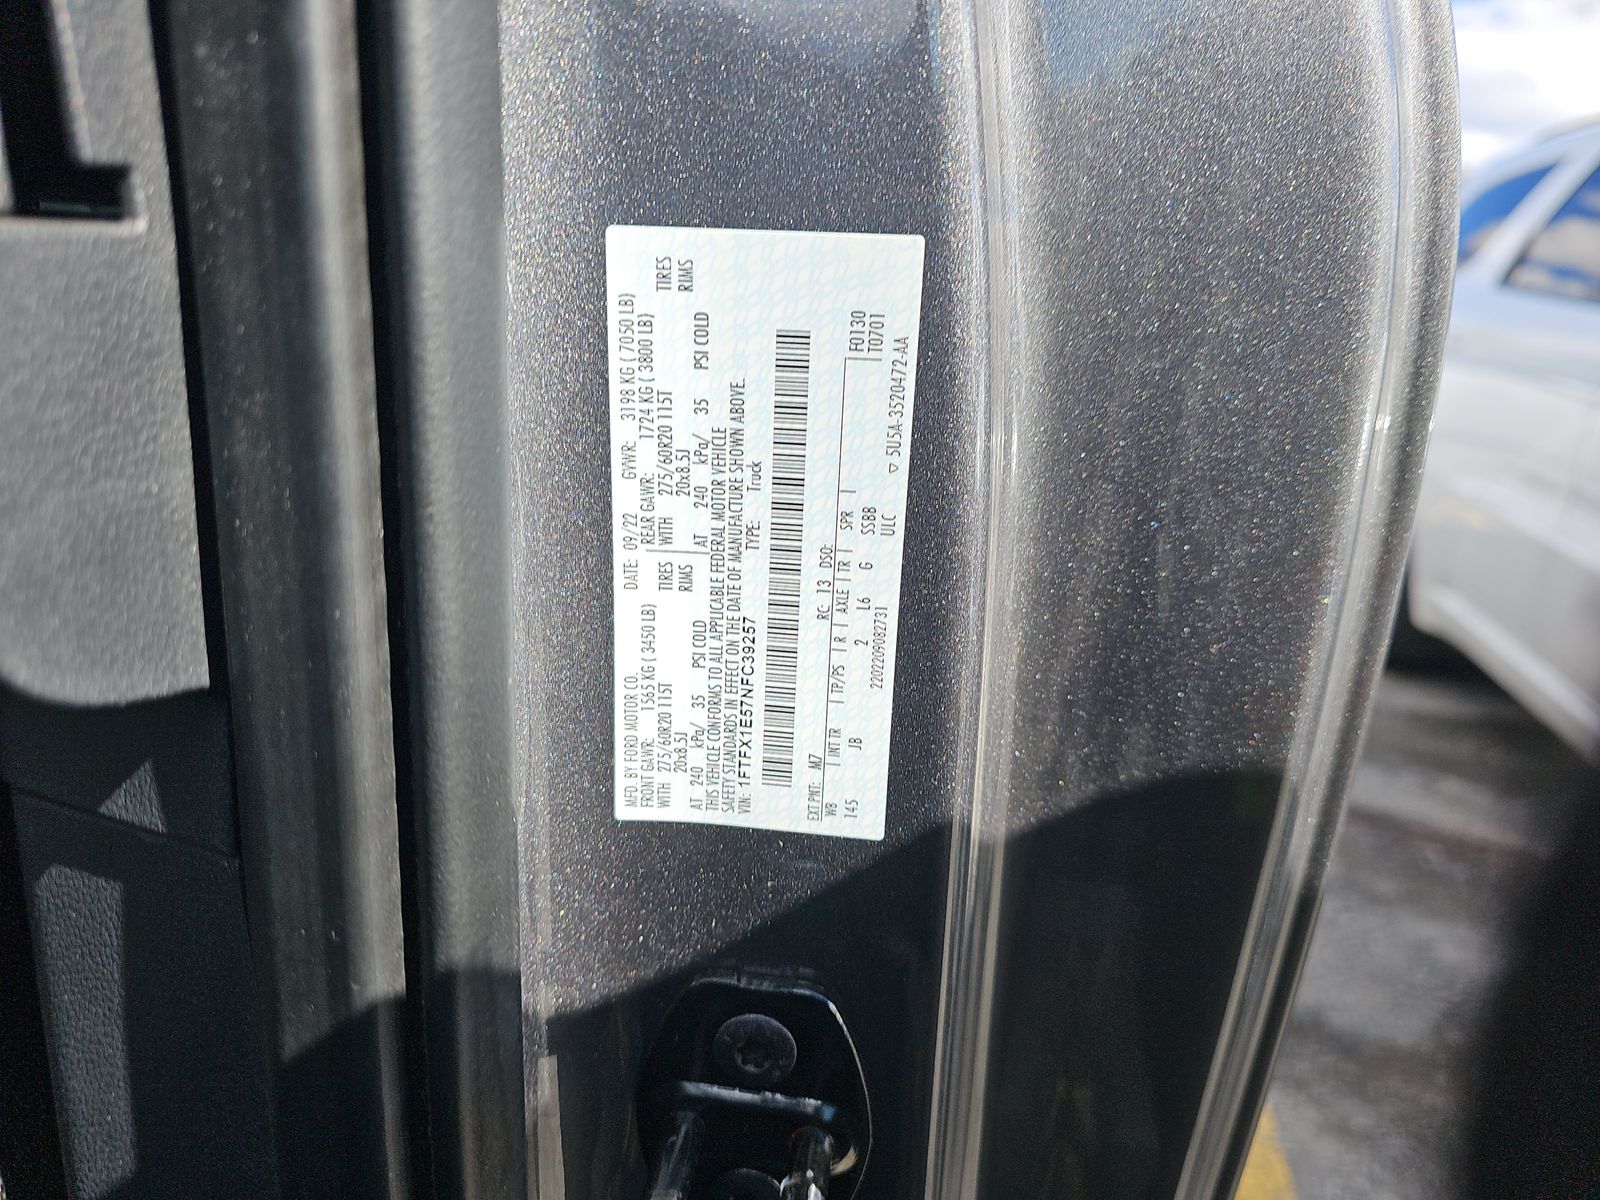 MFD. BY FORD MOTOR CO.
DATE: 09/22 GVWR: 3198 KG ( 7050 LB)
FRONT GAWR: 1565 KG ( 3450 LB) REAR GAWR: 1724 KG ( 3800 LB)
WITH 275/60R20 115T TIRES WITH 275/60R20 115T TIRES
20x8.5J RIMS 20x8.5J RIMS
AT 240 kPa/ 35 PSI COLD AT 240 kPa/ 35 PSI COLD
THIS VEHICLE CONFORMS TO ALL APPLICABLE FEDERAL MOTOR VEHICLE
SAFETY STANDARDS IN EFFECT ON THE DATE OF MANUFACTURE SHOWN ABOVE.
VIN: 1FTFX1E57NFC39257 TYPE: Truck
EXT PNT: M7 RC: 13 DSO: F0130
WB INT TR TP/PS R AXLE TR SPR T0701
145 JB 2 L6 G SSBB
2202209082731 ULC ▽ 5U5A-3520472-AA